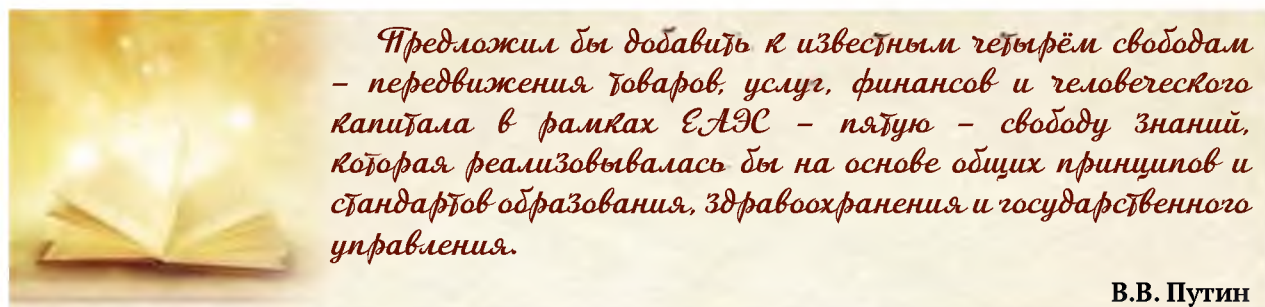 Предложил бы добавить к известным четырём свободам
– передвижения товаров, услуг, финансов и человеческого
капитала в рамках ЕАЭС – пятую – свободу знаний,
которая реализовывалась бы на основе общих принципов и
стандартов образования, здравоохранения и государственного
управления.
В.В. Путин